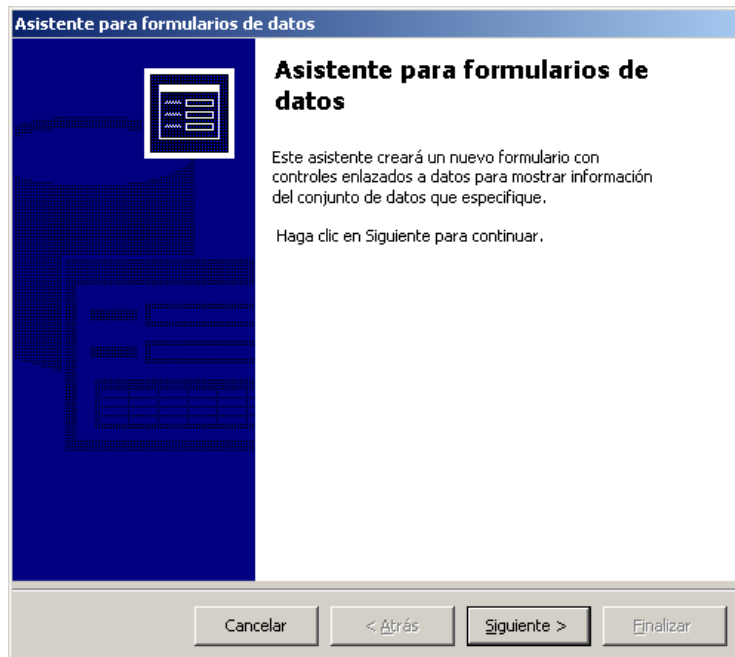 Asistente para formularios de datos
Asistente para formularios de
datos
Este asistente creará un nuevo formulario con
controles enlazados a datos para mostrar información
del conjunto de datos que especifique.
Haga clic en Siguiente para continuar.
Cancelar
< Atrás
Siguiente >
Finalizar